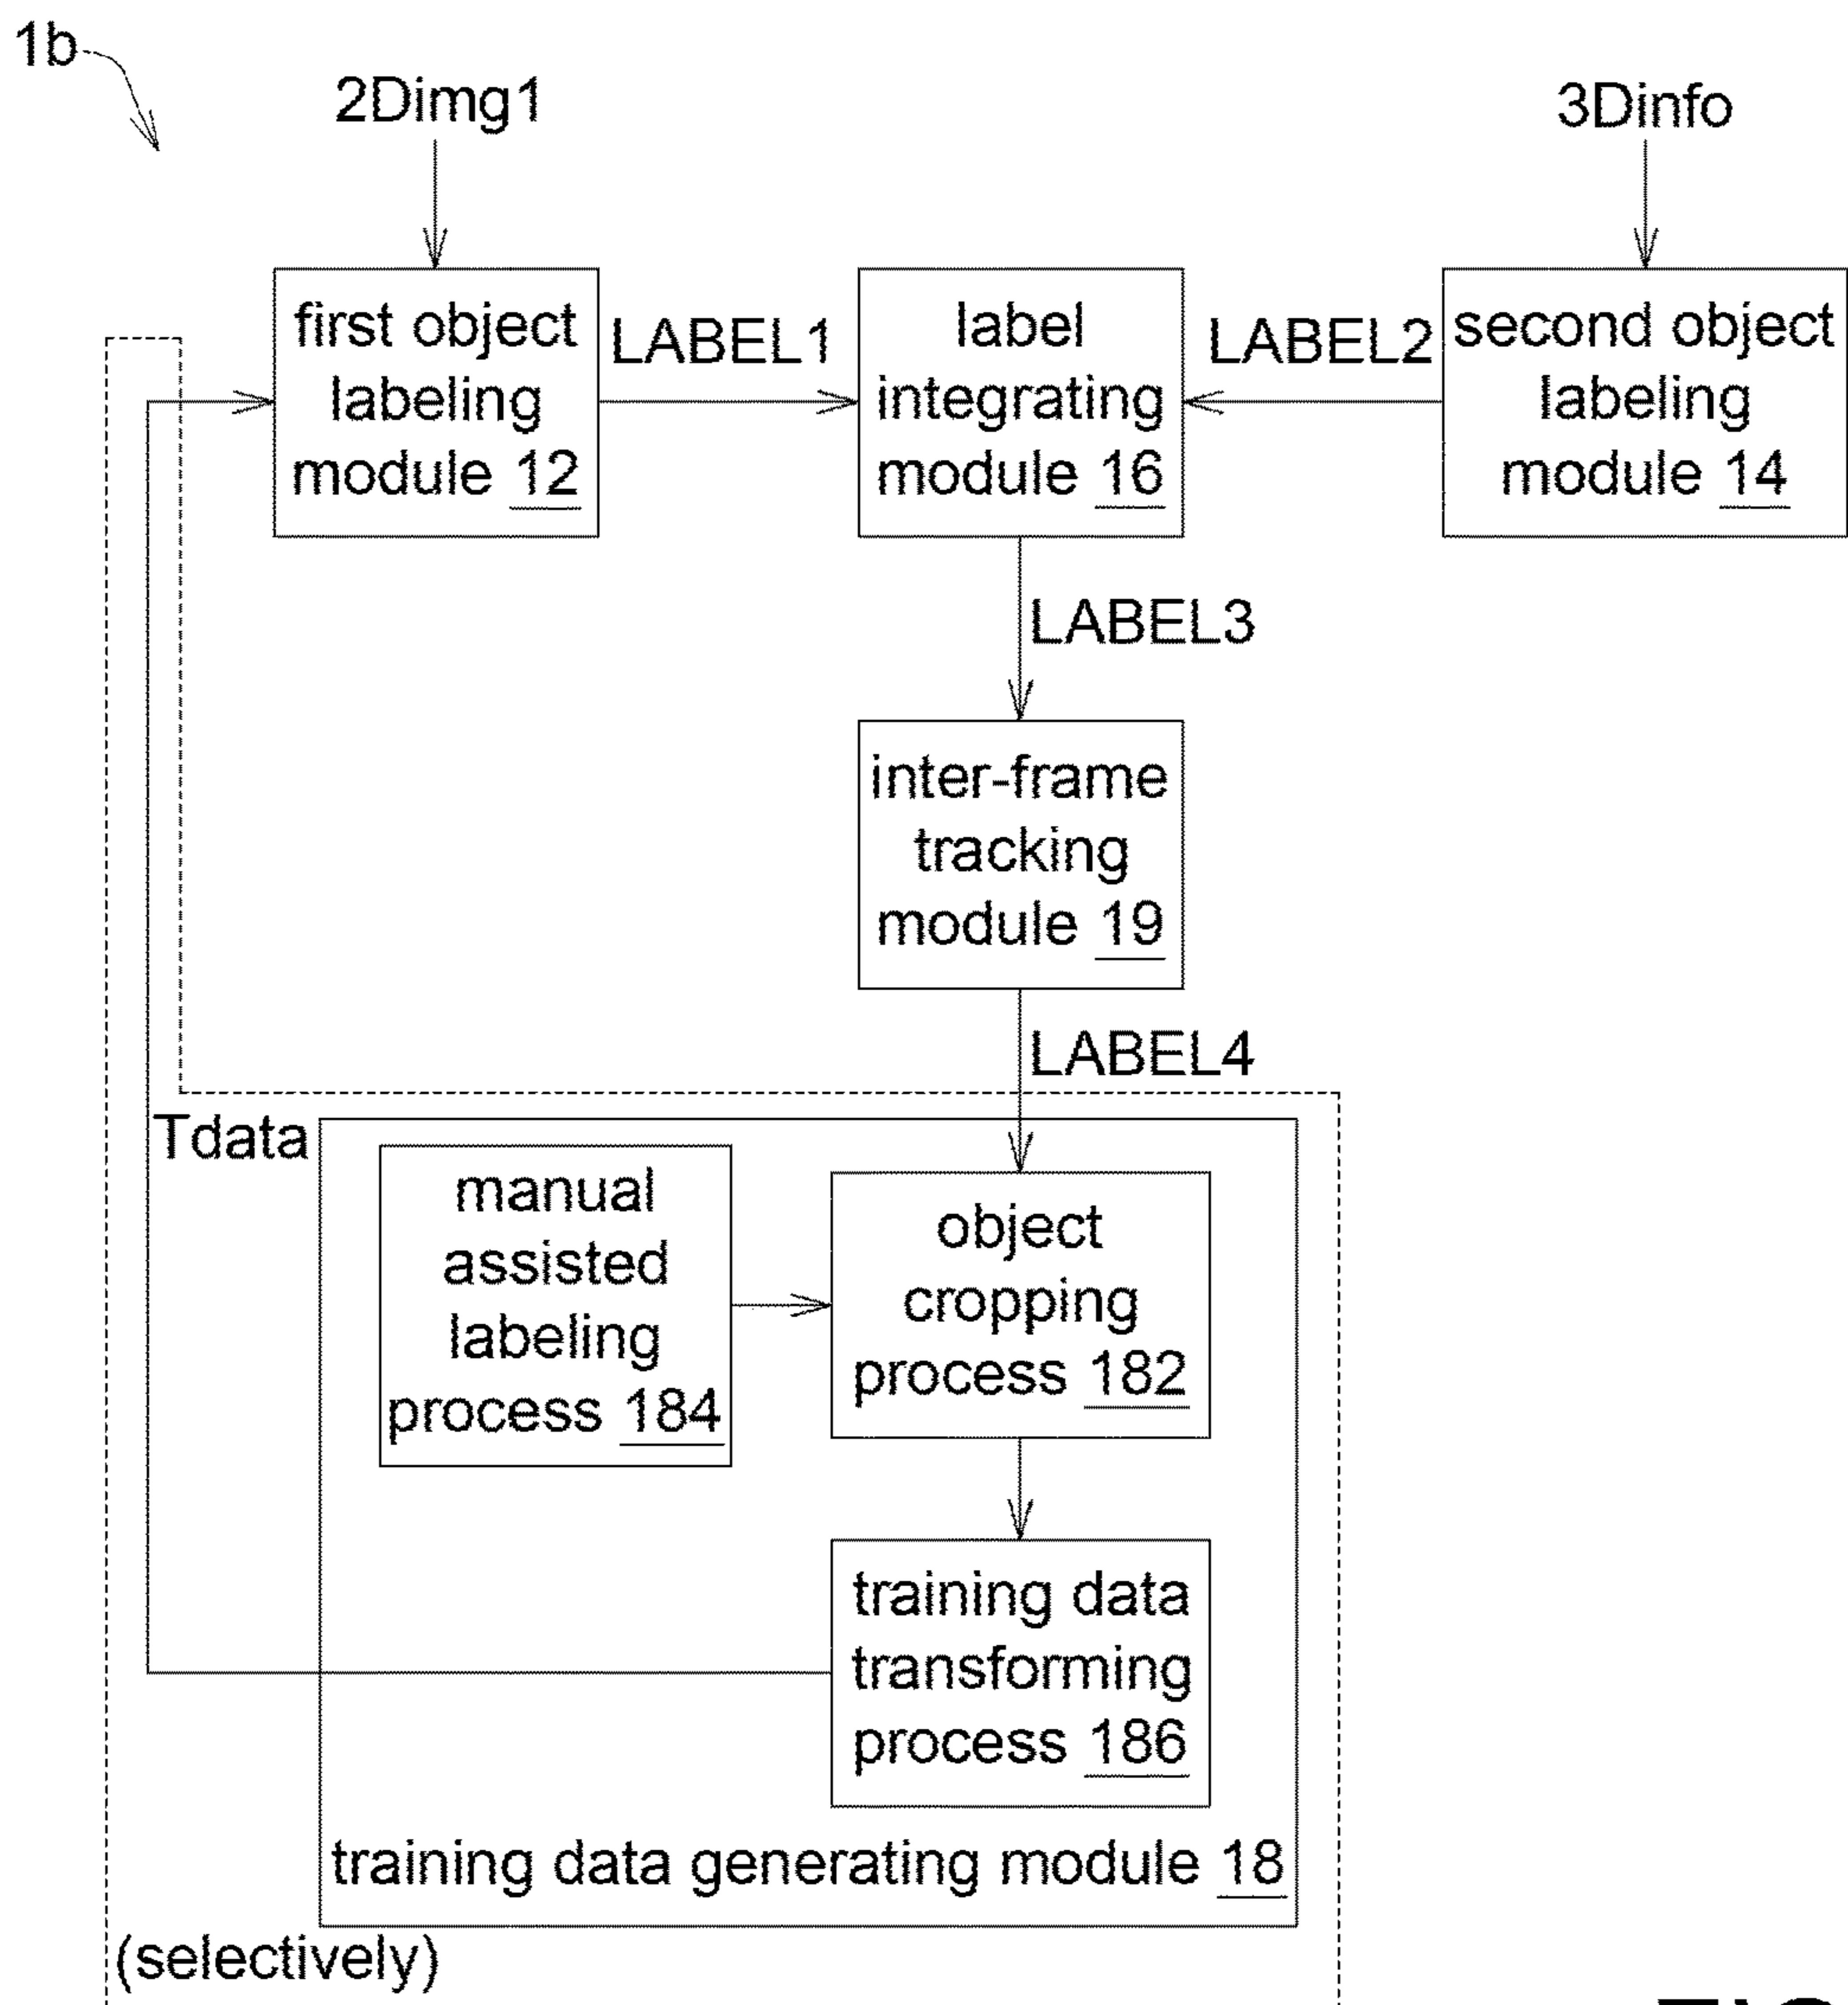 1b
2Dimg1
3Dinfo
first object
labeling
module 12
LABEL1
label
integrating
module 16
LABEL2
second object
labeling
module 14
LABEL3
inter-frame
tracking
module 19
LABEL4
Tdata
manual
assisted
labeling
process 184
object
cropping
process 182
training data
transforming
process 186
training data generating module 18
(selectively)